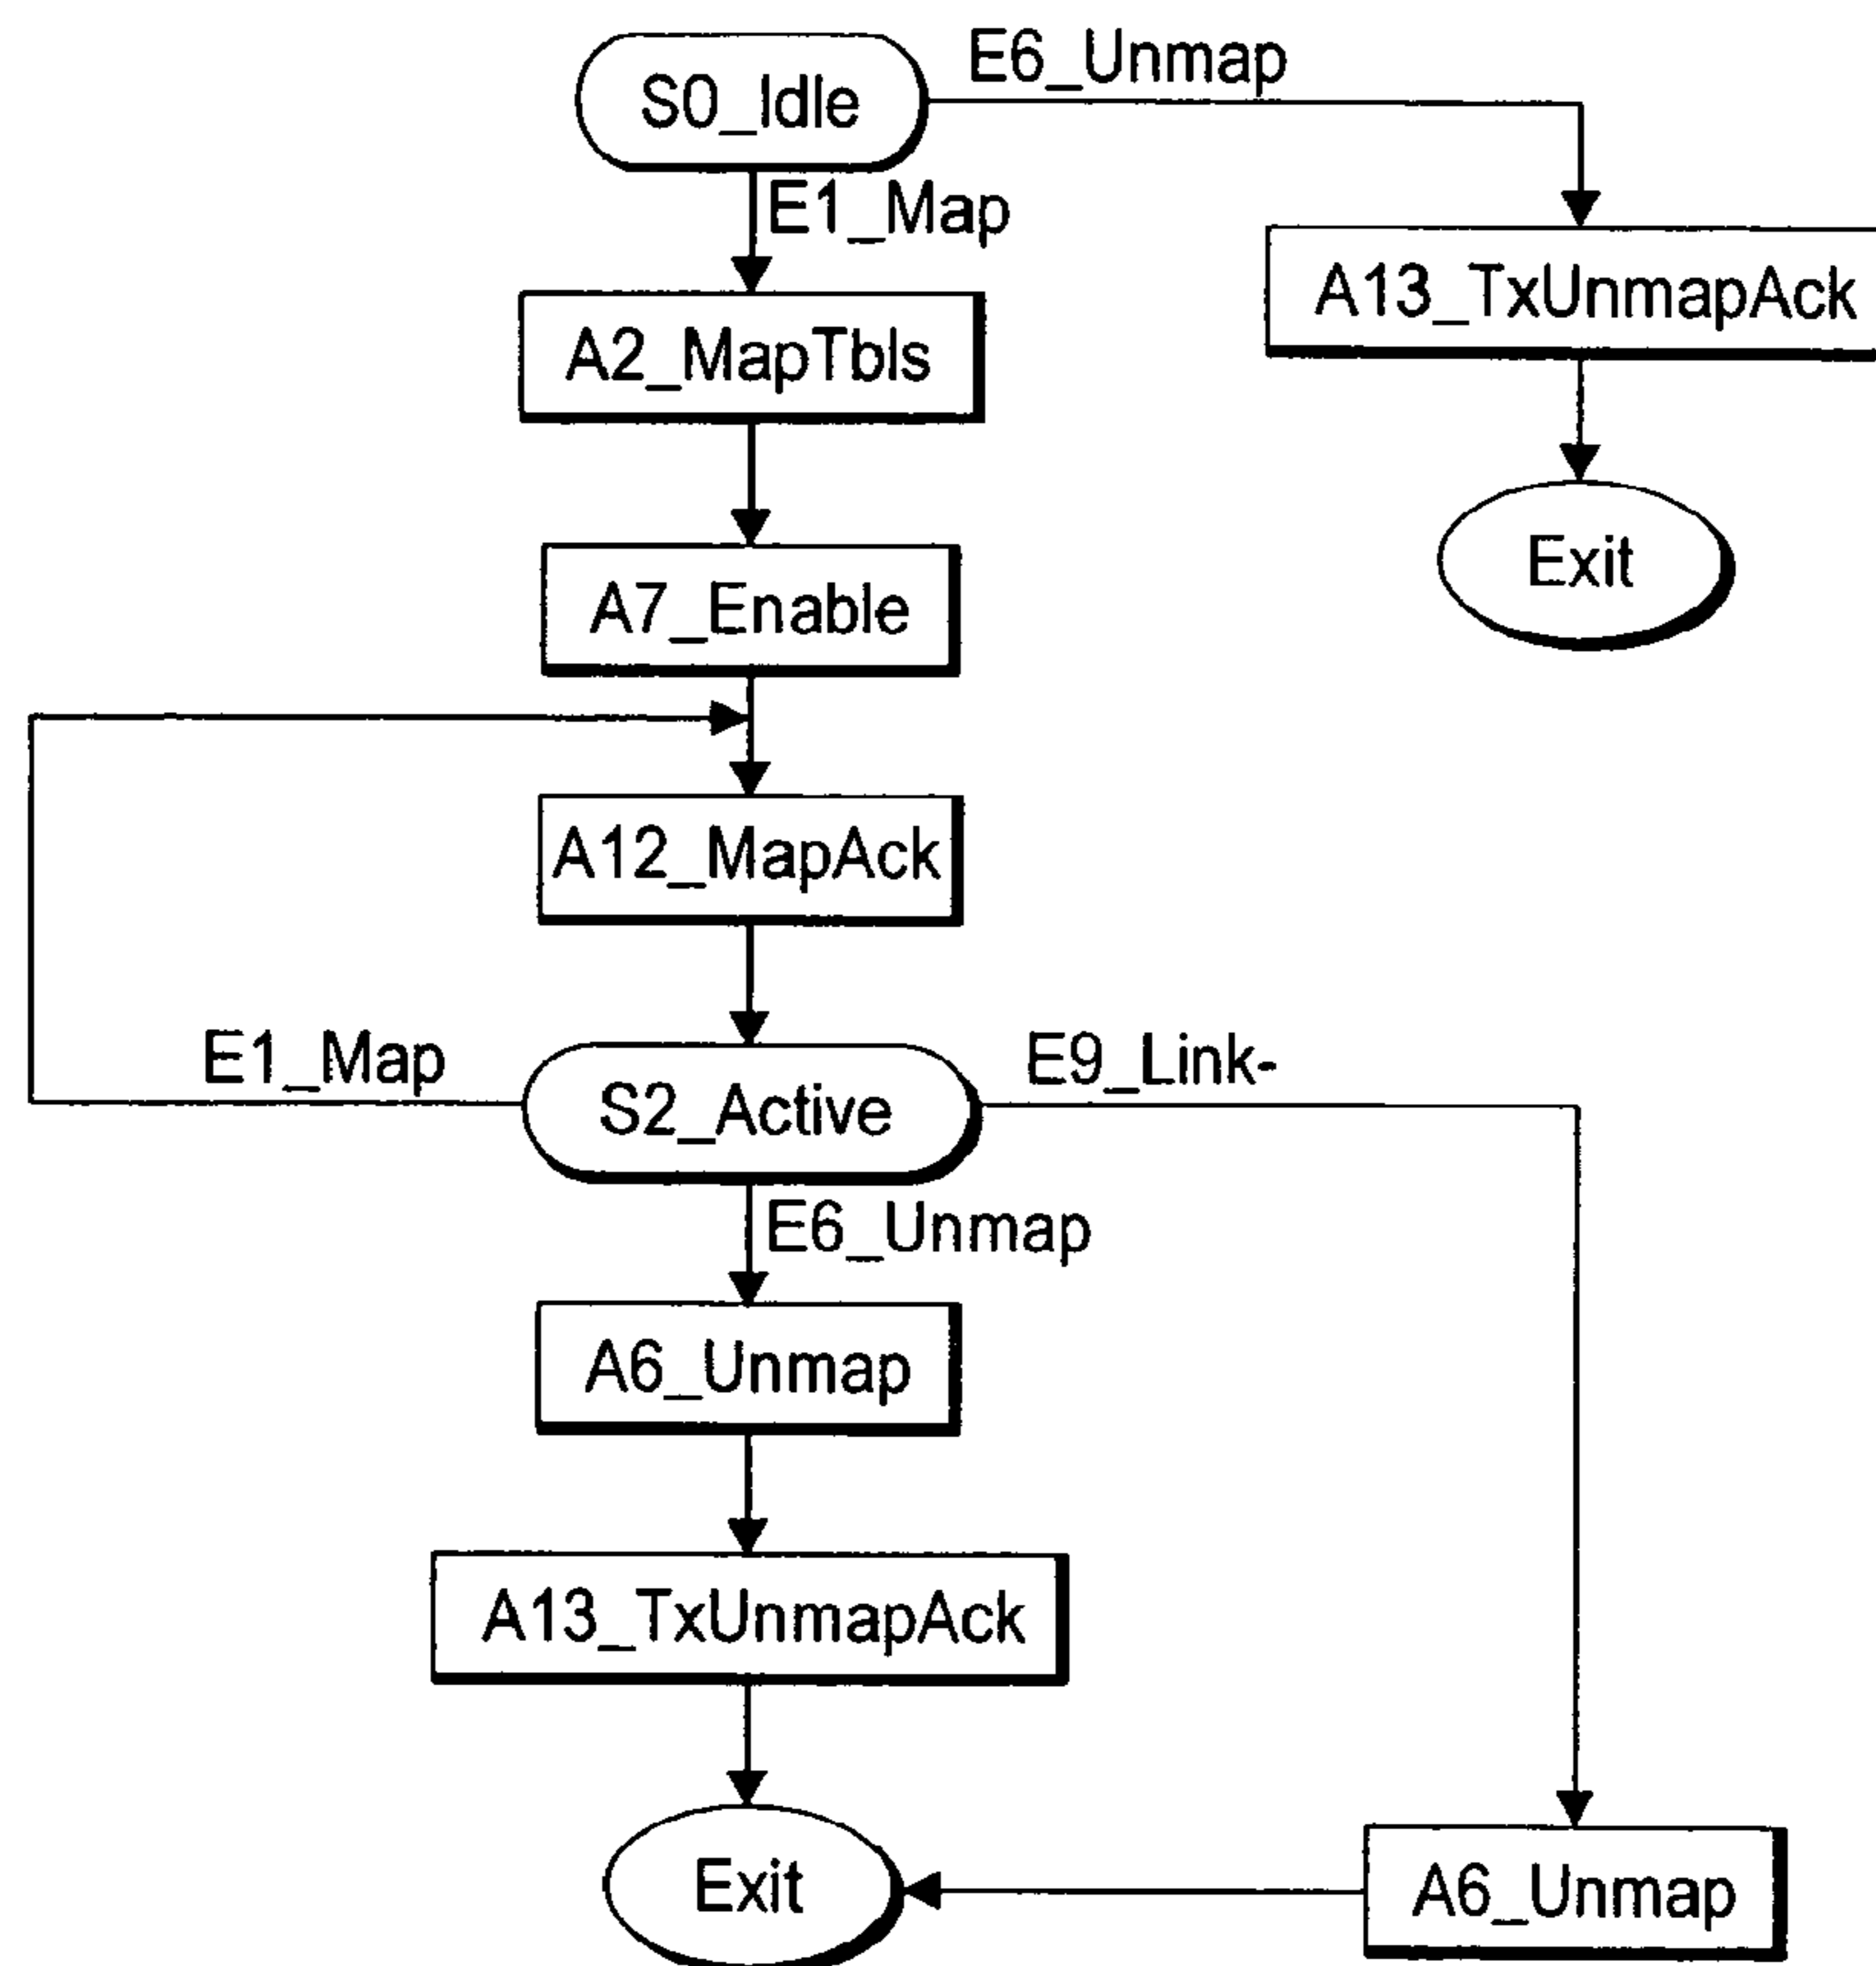 S0_Idle
E6_Unmap
E1_Map
A13_TxUnmapAck
A2_MapTbls
Exit
A7_Enable
A12_MapAck
E1_Map
E9_Link-
S2_Active
E6_Unmap
A6_Unmap
A13_TxUnmapAck
Exit
A6_Unmap